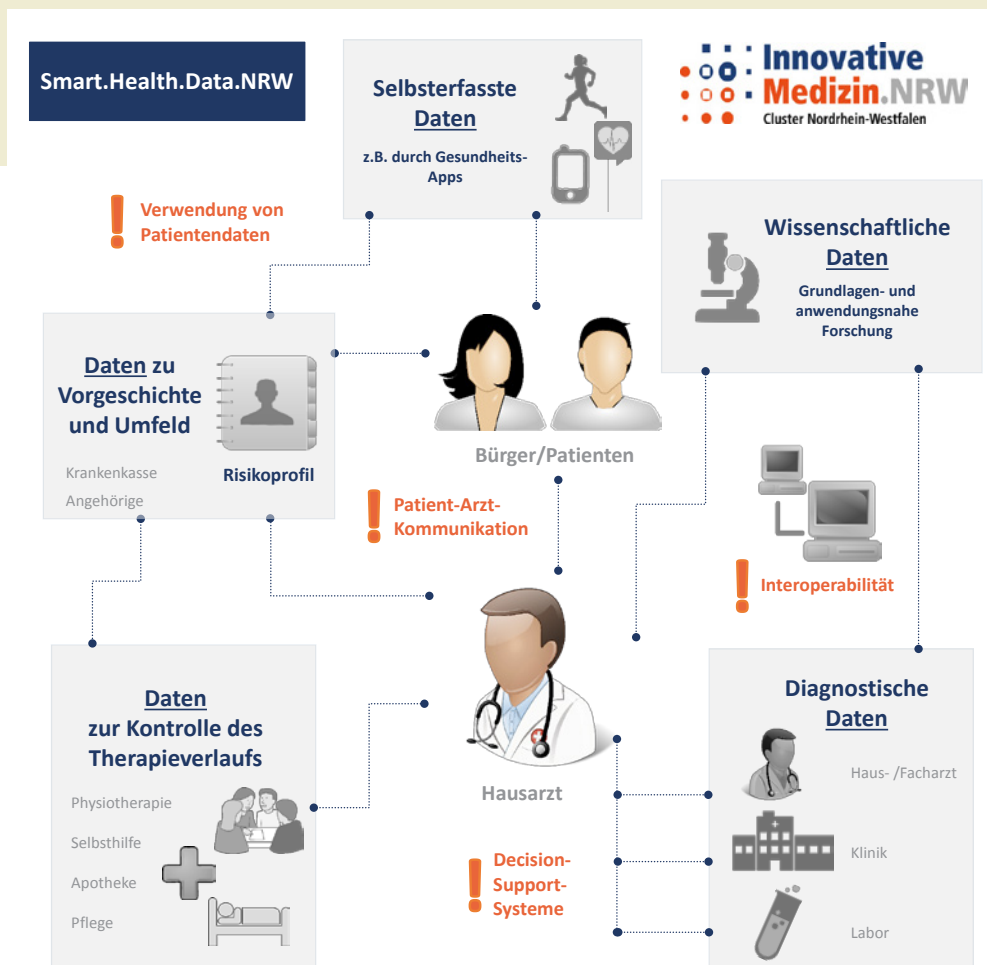 Smart.Health.Data.NRW
Selbsterfasste
Daten
z.B. durch Gesundheits-
Apps
Innovative
Medizin.NRW
Cluster Nordrhein-Westfalen
Verwendung von
Patientendaten
Wissenschaftliche
Daten
Grundlagen- und
anwendungsnahe
Forschung
Daten zu
Vorgeschichte
und Umfeld
Krankenkasse
Angehörige
Risikoprofil
Bürger/Patienten
Patient-Arzt-
Kommunikation
Interoperabilität
Daten
zur Kontrolle des
Therapieverlaufs
Physiotherapie
Selbsthilfe
Apotheke
Pflege
Hausarzt
Decision-
Support-
Systeme
Diagnostische
Daten
Haus- /Facharzt
Klinik
Labor